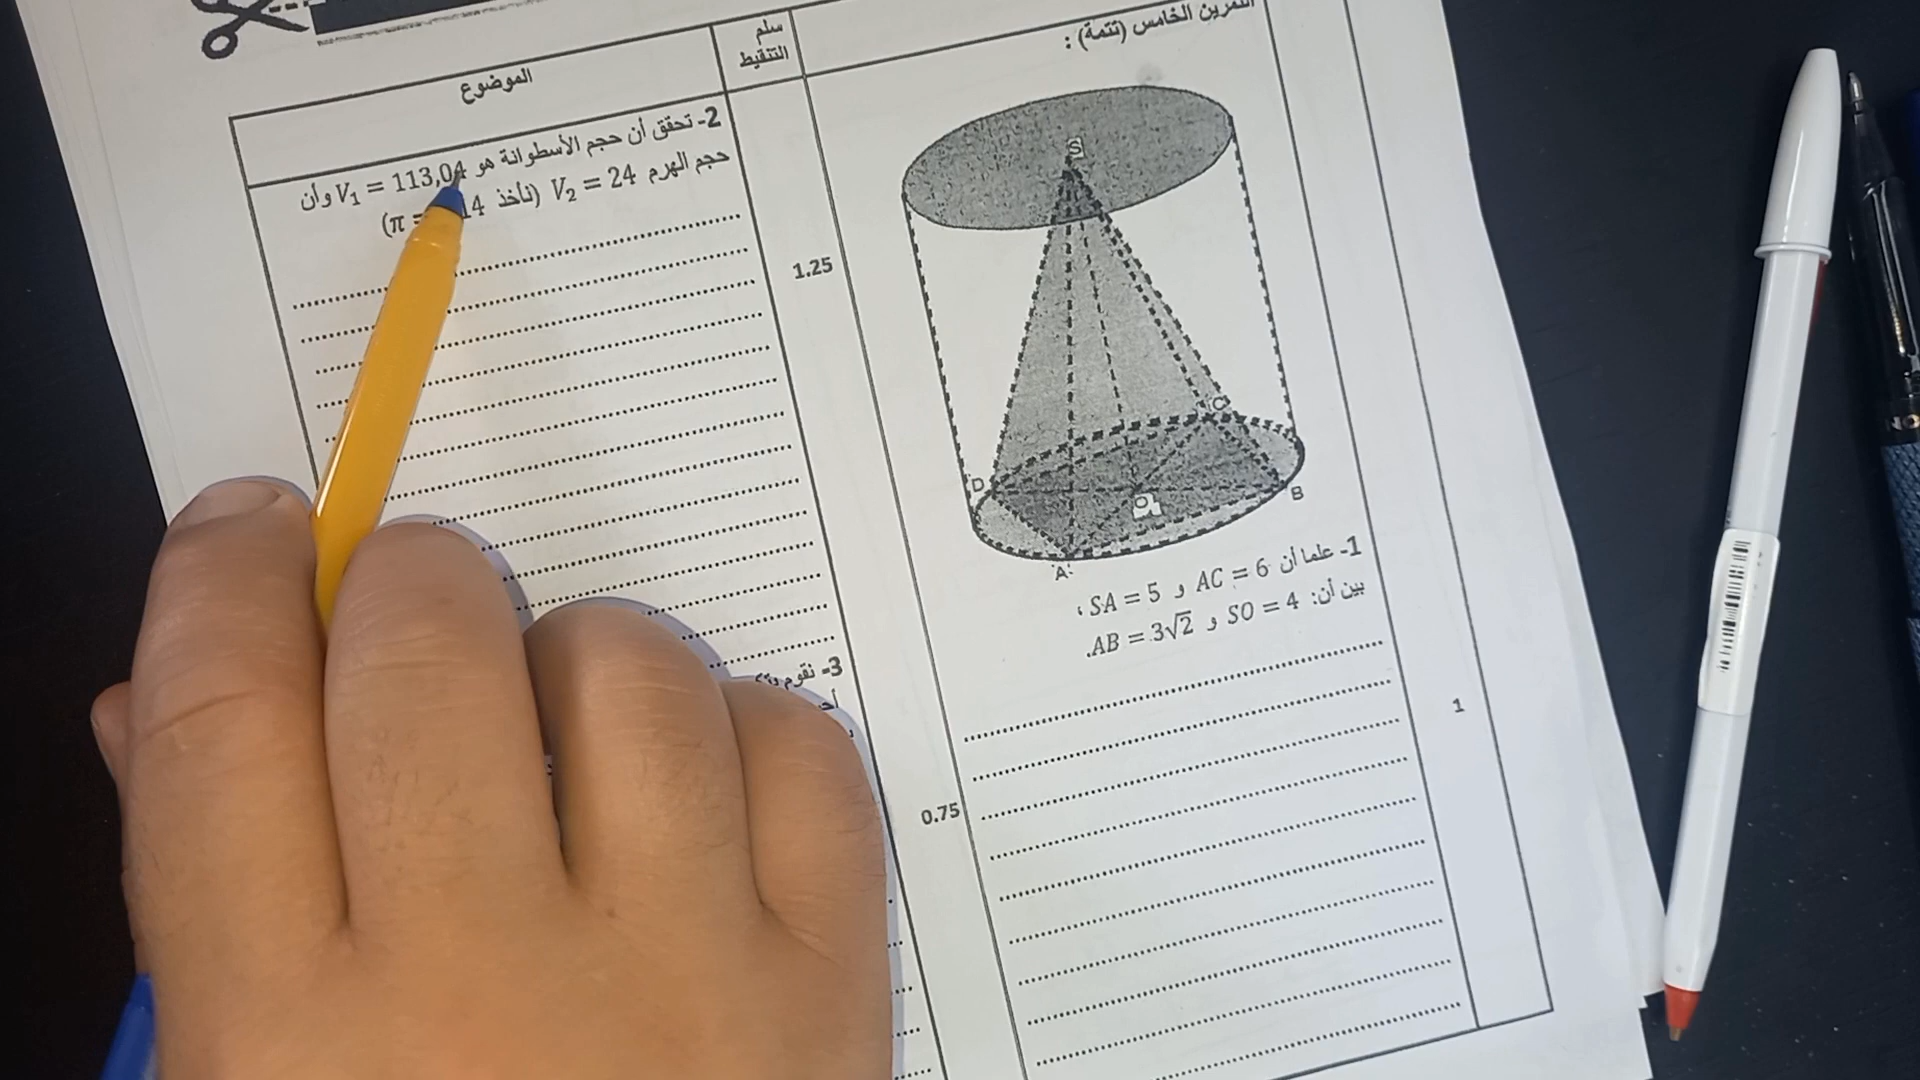 التمرين الخامس (تتمة) :
S
D
C
O
B
A
1- علما أن AC = 6 و SA = 5 ،
بين أن: SO = 4 و AB = 3√2.
1
سلم
التنقيط
الموضوع
2- تحقق أن حجم الأسطوانة هو V₁ = 113,04 وأن
حجم الهرم V₂ = 24 (نأخذ π = 14)
1.25
3- نقوم
0.75